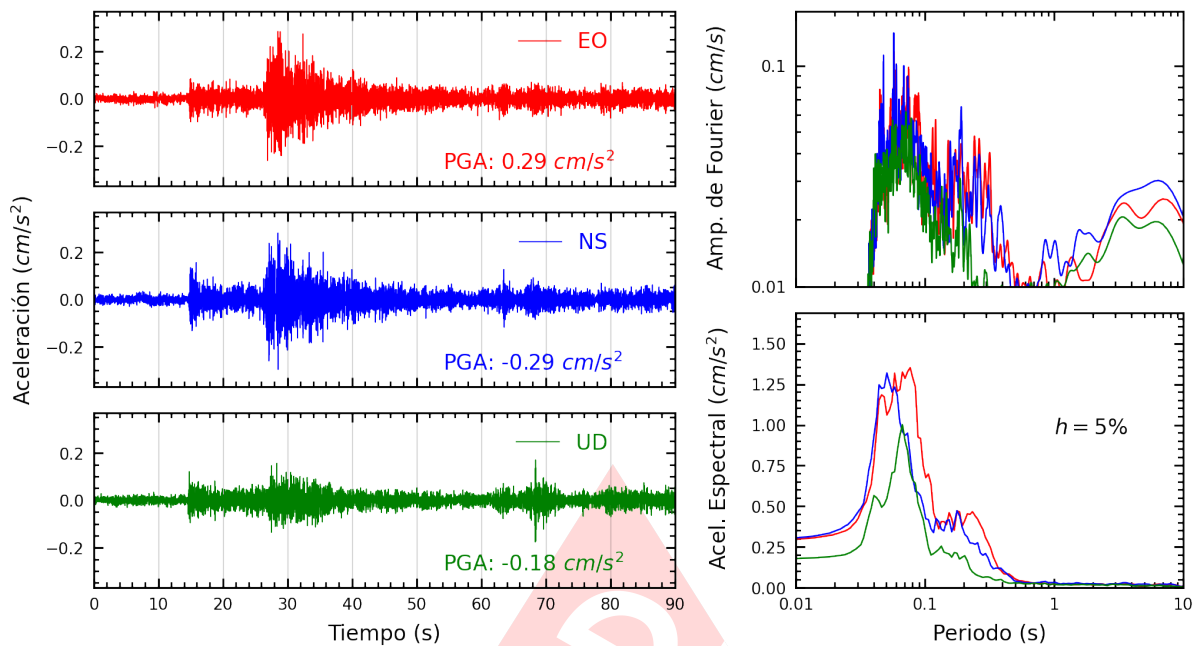 Aceleración (cm/s²)
0.2
0.0
−0.2
EO
PGA: 0.29 cm/s²
0.2
0.0
−0.2
NS
PGA: -0.29 cm/s²
0.2
0.0
−0.2
UD
PGA: -0.18 cm/s²
0 10 20 30 40 50 60 70 80 90
Tiempo (s)
Amp. de Fourier (cm/s)
0.1
0.01
Acel. Espectral (cm/s²)
1.50
1.25
1.00
0.75
0.50
0.25
0.00
h = 5%
0.01 0.1 1 10
Periodo (s)